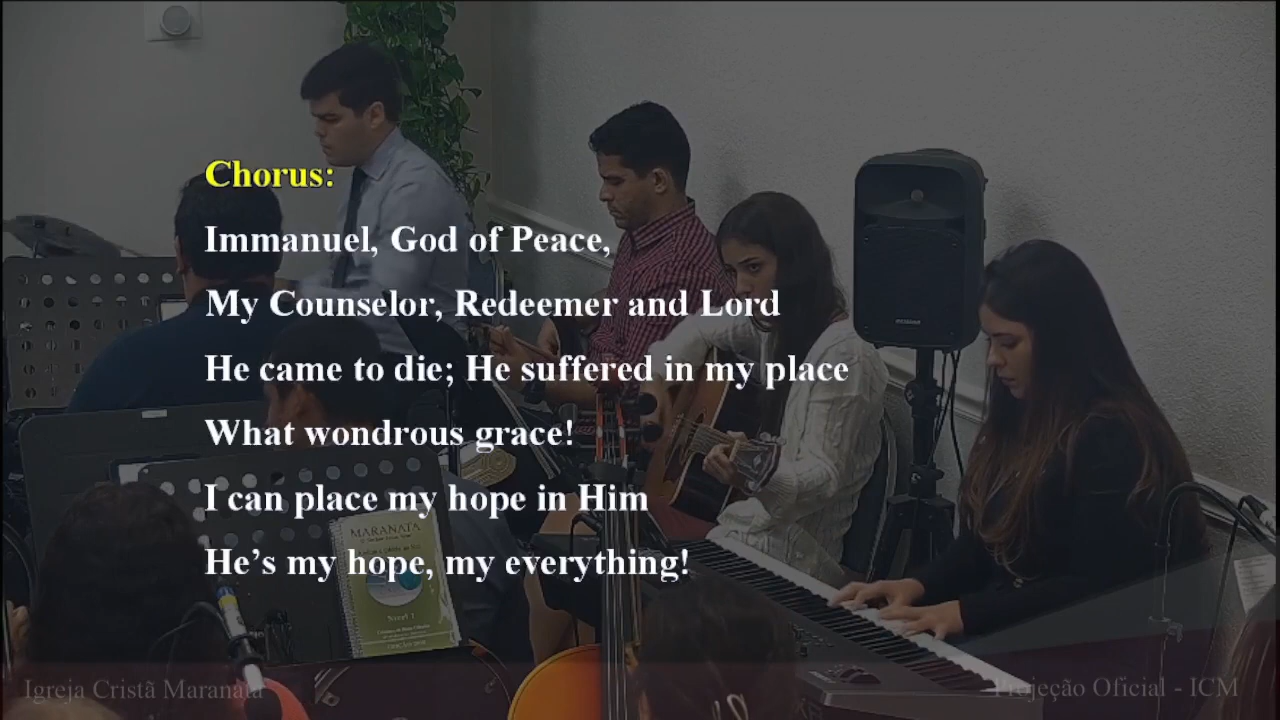 Chorus:
Immanuel, God of Peace,
My Counselor, Redeemer and Lord
He came to die; He suffered in my place
What wondrous grace!
I can place my hope in Him
He’s my hope, my everything!
MARANATA
Nível 1
Igreja Cristã Maranata
Projeção Oficial - ICM